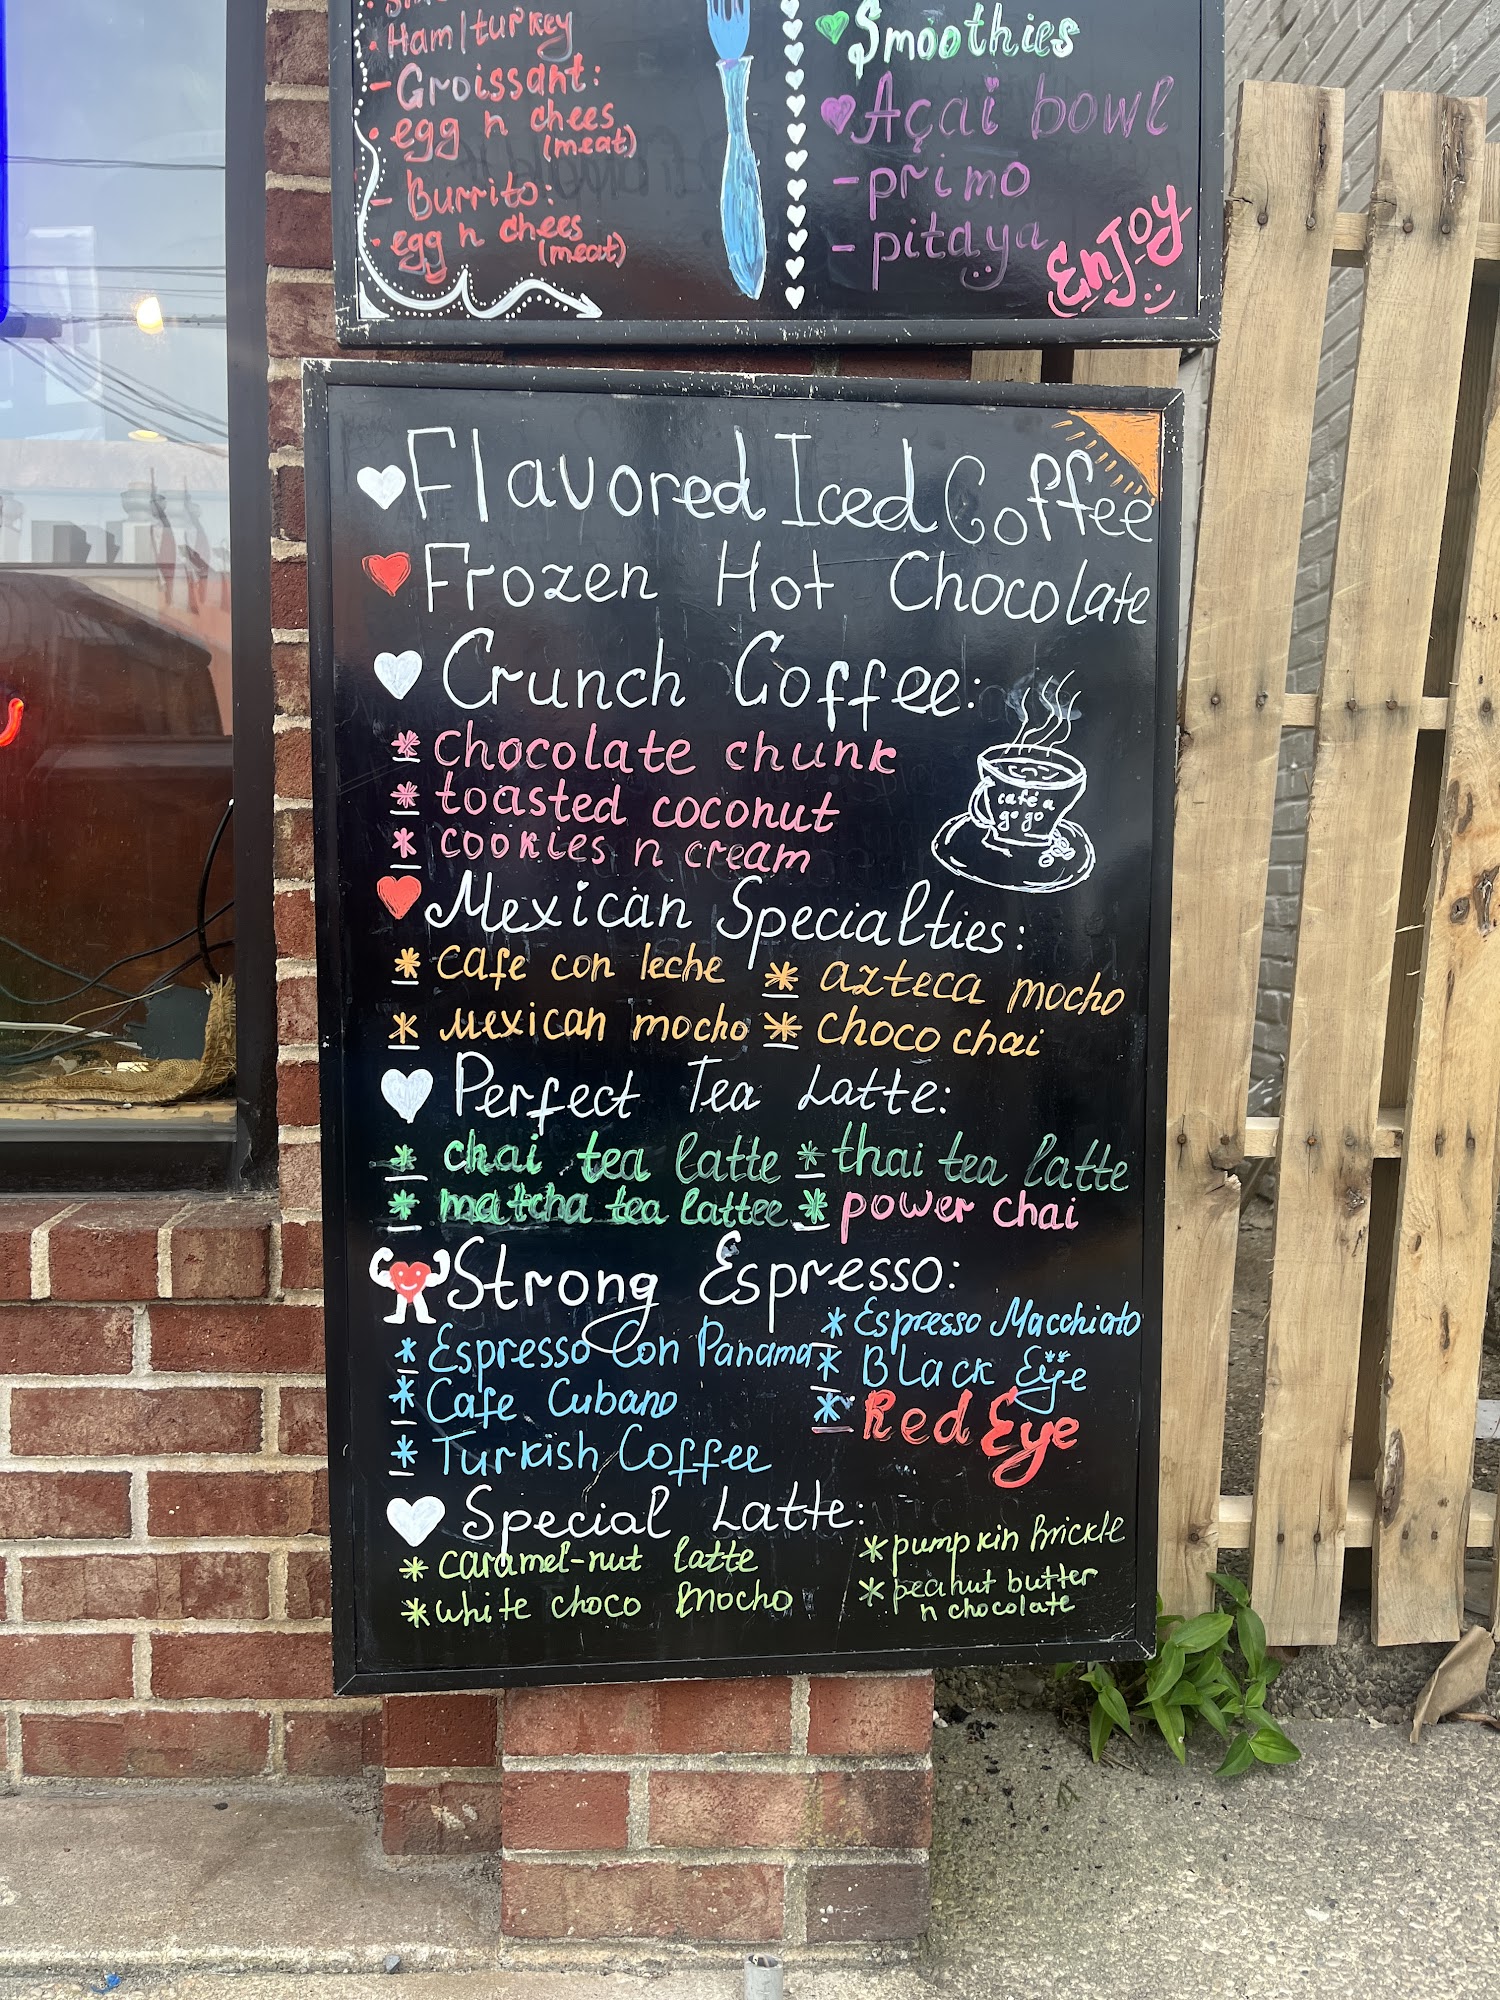 Ham/turkey
- Croissant:
egg n chees
(meat)
- Burrito:
egg n chees
(meat)
Smoothies
Açai bowl
- primo
- pitaya
Enjoy
Flavored Iced Coffee
Frozen Hot Chocolate
Crunch Coffee:
* chocolate chunk
* toasted coconut
* cookies n cream
café a
go go
Mexican Specialties:
* cafe con leche * azteca mocho
* Mexican mocho * choco chai
Perfect Tea Latte:
* chai tea latte * thai tea latte
* matcha tea lattee * power chai
Strong Espresso:
* Espresso Con Panama * Espresso Macchiato
* Cafe Cubano * Black Eye
* Turkish Coffee * Red Eye
Special Latte:
* caramel-nut latte * pumpkin brickle
* white choco mocho * peanut butter
n chocolate